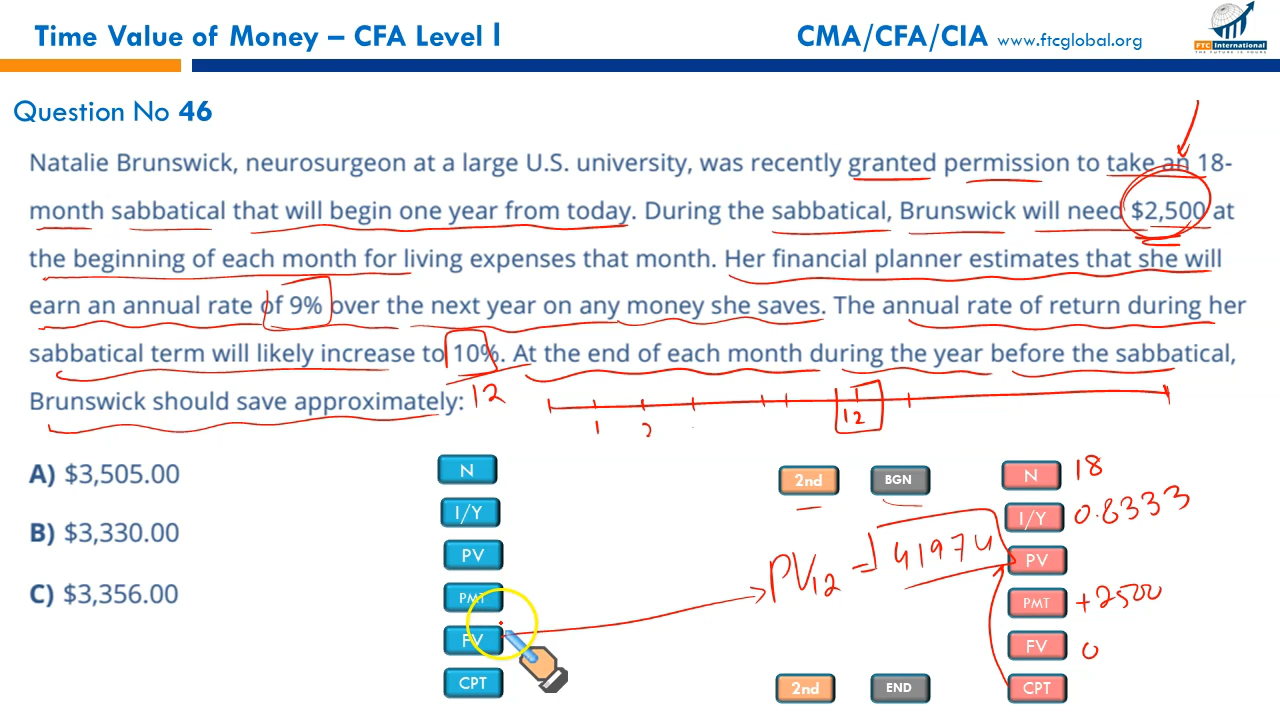 Time Value of Money – CFA Level I
CMA/CFA/CIA www.ftcglobal.org
FTC International
THE FUTURE IS YOURS
Question No 46
Natalie Brunswick, neurosurgeon at a large U.S. university, was recently granted permission to take an 18-
month sabbatical that will begin one year from today. During the sabbatical, Brunswick will need $2,500 at
the beginning of each month for living expenses that month. Her financial planner estimates that she will
earn an annual rate of 9% over the next year on any money she saves. The annual rate of return during her
sabbatical term will likely increase to 10%. At the end of each month during the year before the sabbatical,
Brunswick should save approximately:
12
1 2 12
A) $3,505.00
B) $3,330.00
C) $3,356.00
N
I/Y
PV
PMT
FV
CPT
2nd BGN
PV12 = 41974
2nd END
N 18
I/Y 0.8333
PV
PMT +2500
FV 0
CPT